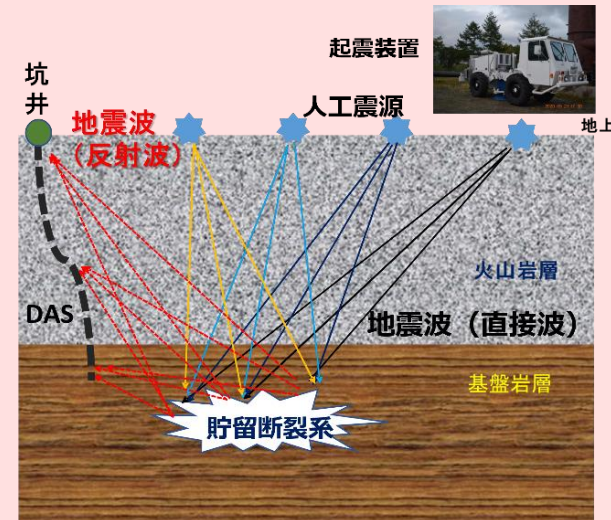 起震装置
坑
井
人工震源
地震波
（反射波）
地上
火山岩層
DAS
地震波（直接波）
基盤岩層
貯留断裂系